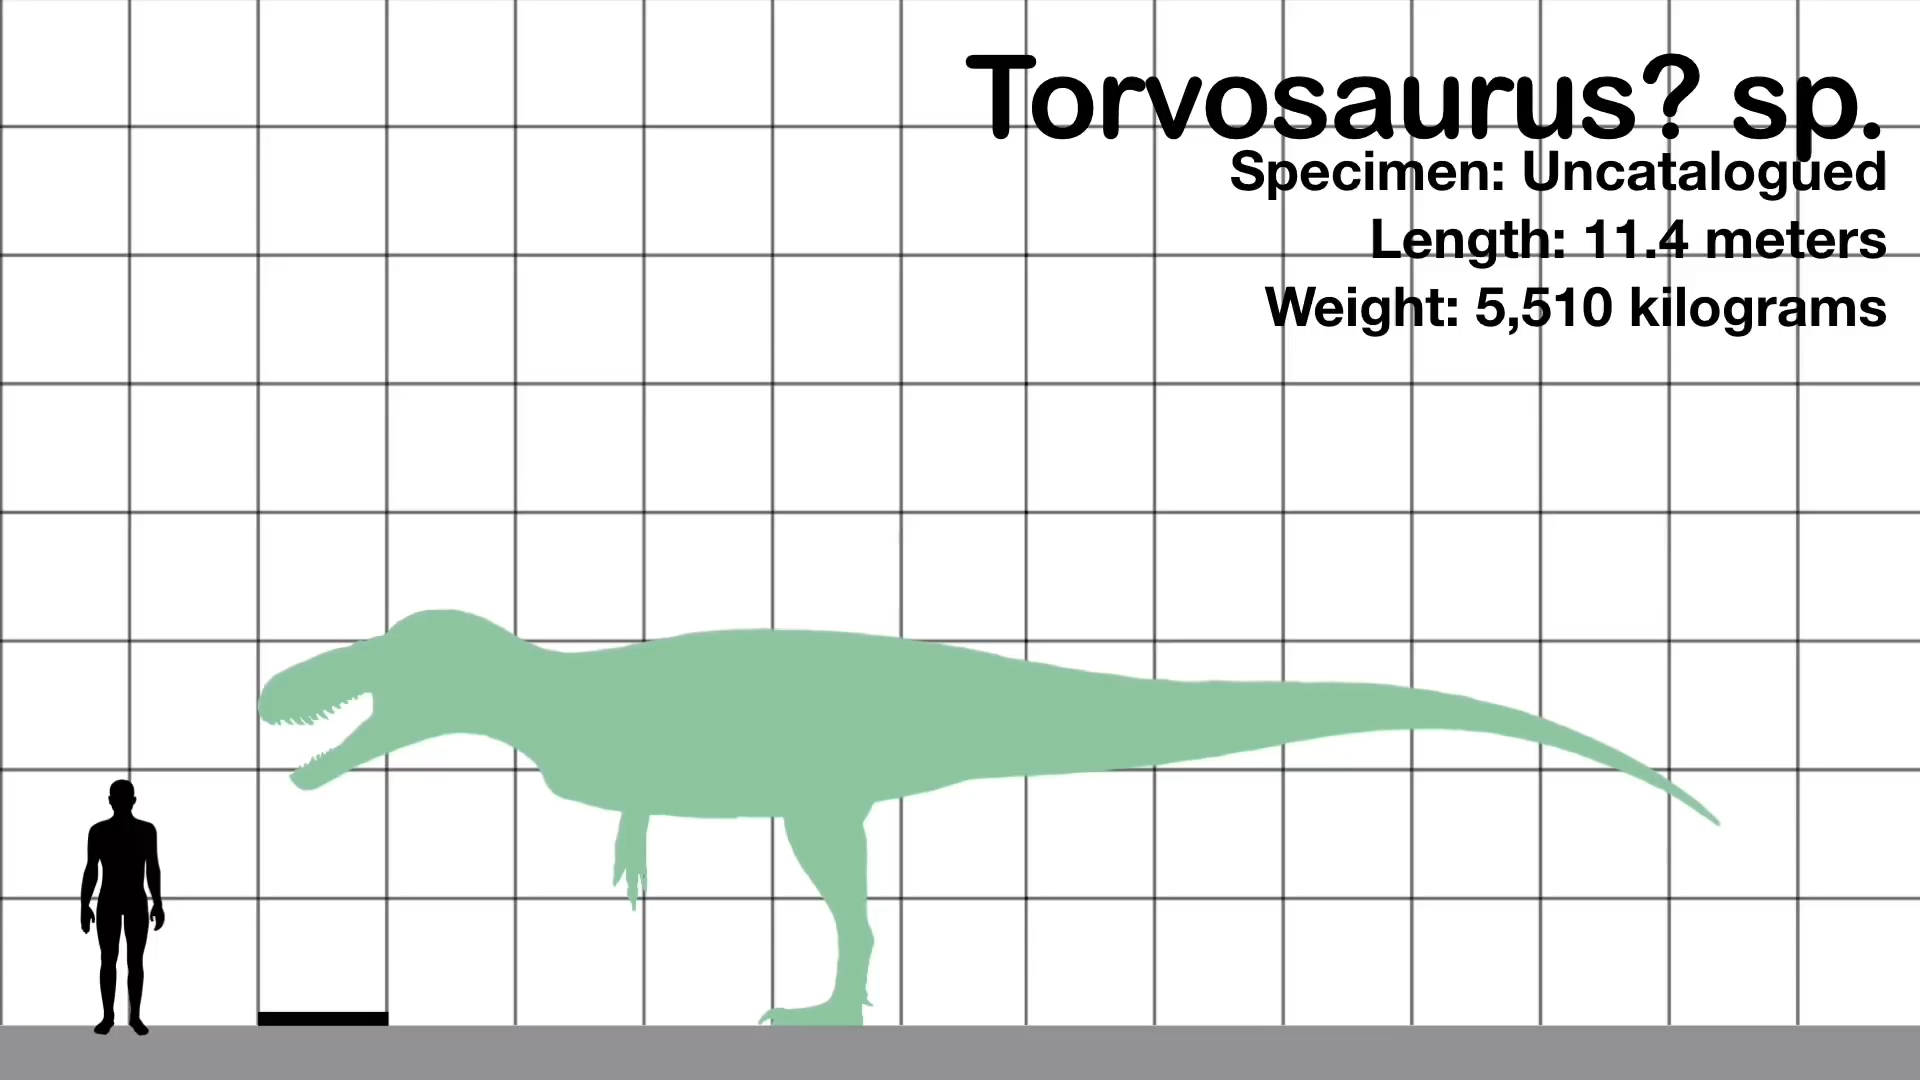 Torvosaurus? sp.
Specimen: Uncatalogued
Length: 11.4 meters
Weight: 5,510 kilograms